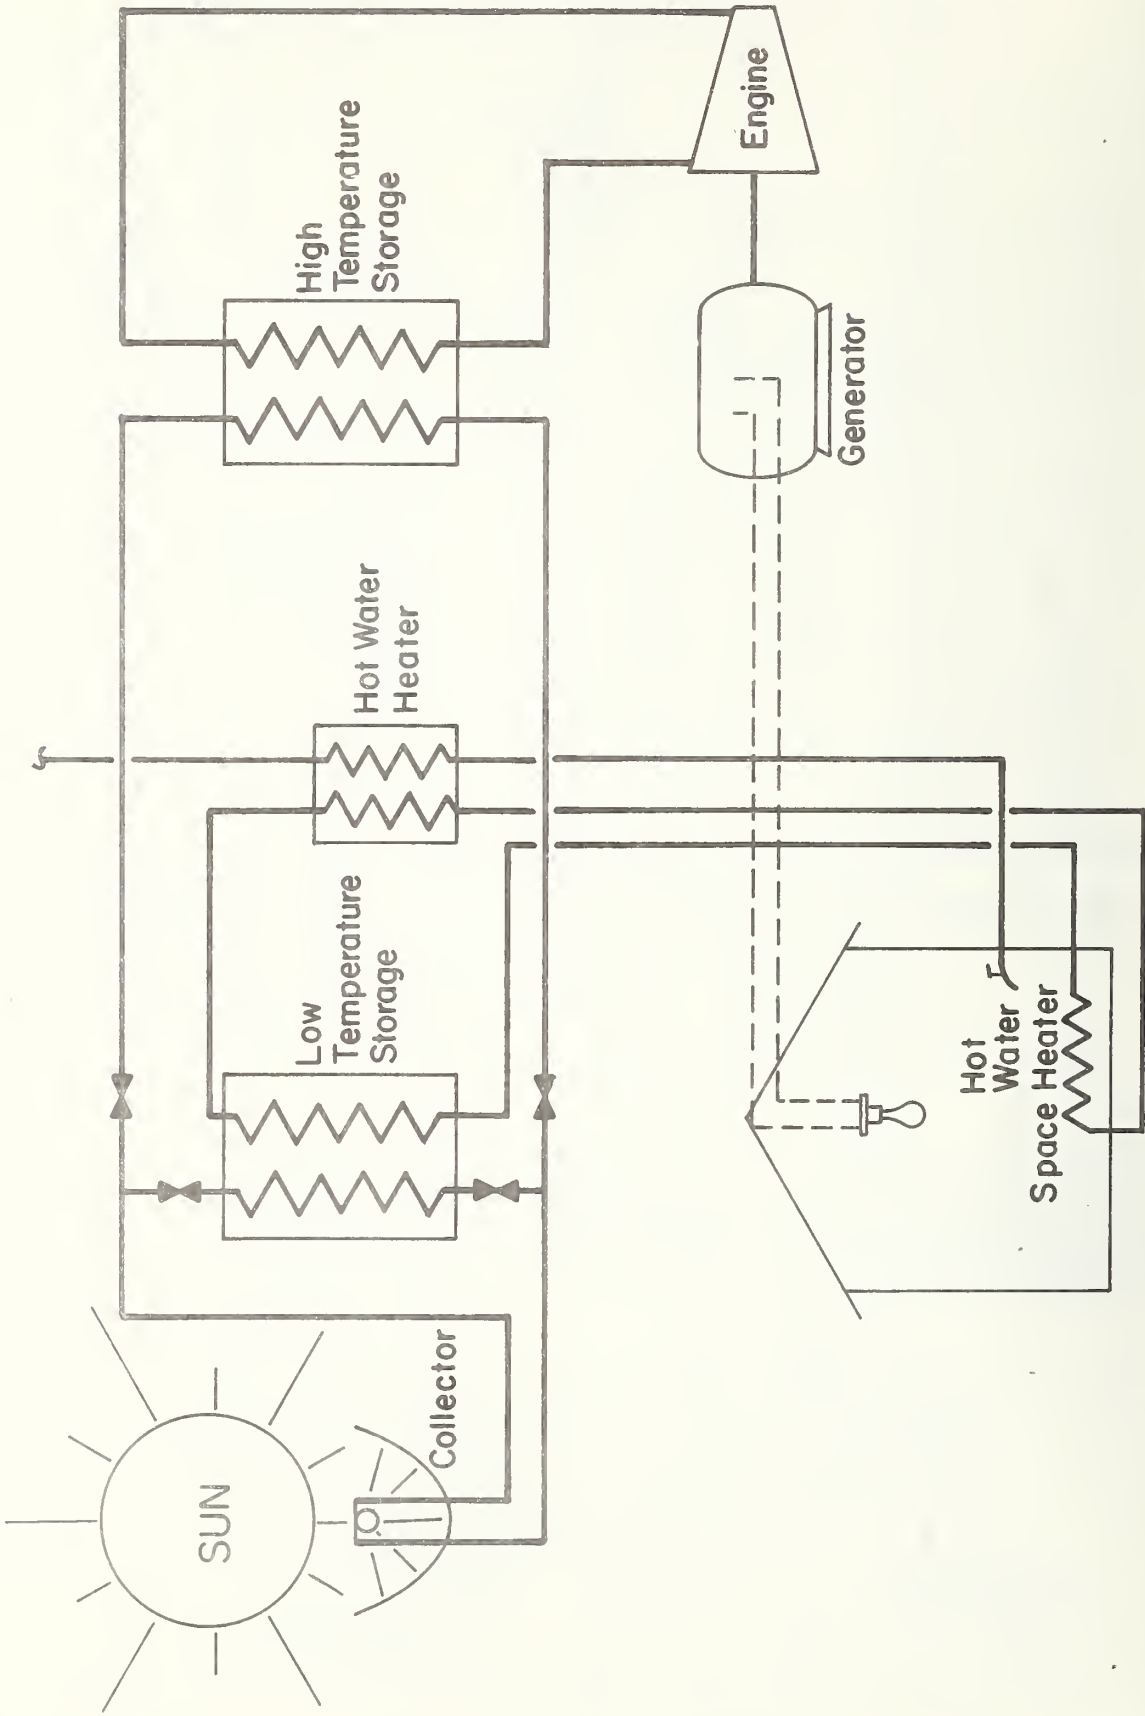 SUN
Collector
Low
Temperature
Storage
Hot Water
Heater
High
Temperature
Storage
Engine
Generator
Hot
Water
Space Heater